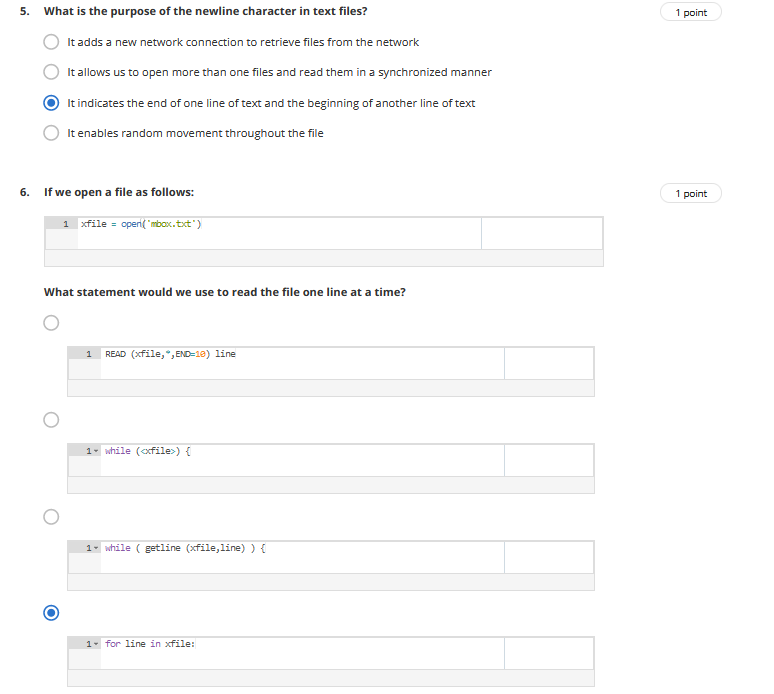 5. What is the purpose of the newline character in text files?
1 point
It adds a new network connection to retrieve files from the network
It allows us to open more than one files and read them in a synchronized manner
It indicates the end of one line of text and the beginning of another line of text
It enables random movement throughout the file
6. If we open a file as follows:
1 point
1 xfile = open('mbox.txt')
What statement would we use to read the file one line at a time?
1 READ (xfile,*,END=10) line
1 while (<xfile>) {
1 while ( getline (xfile,line) ) {
1 for line in xfile: